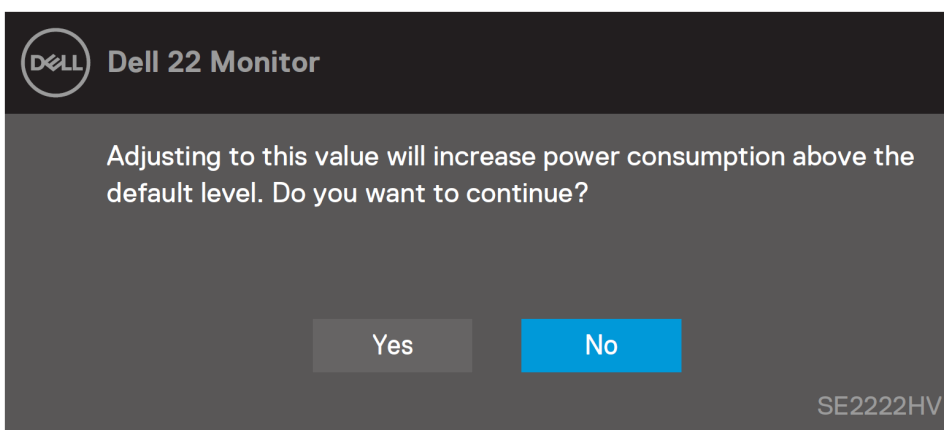 DELL Dell 22 Monitor
Adjusting to this value will increase power consumption above the
default level. Do you want to continue?
Yes No
SE2222HV